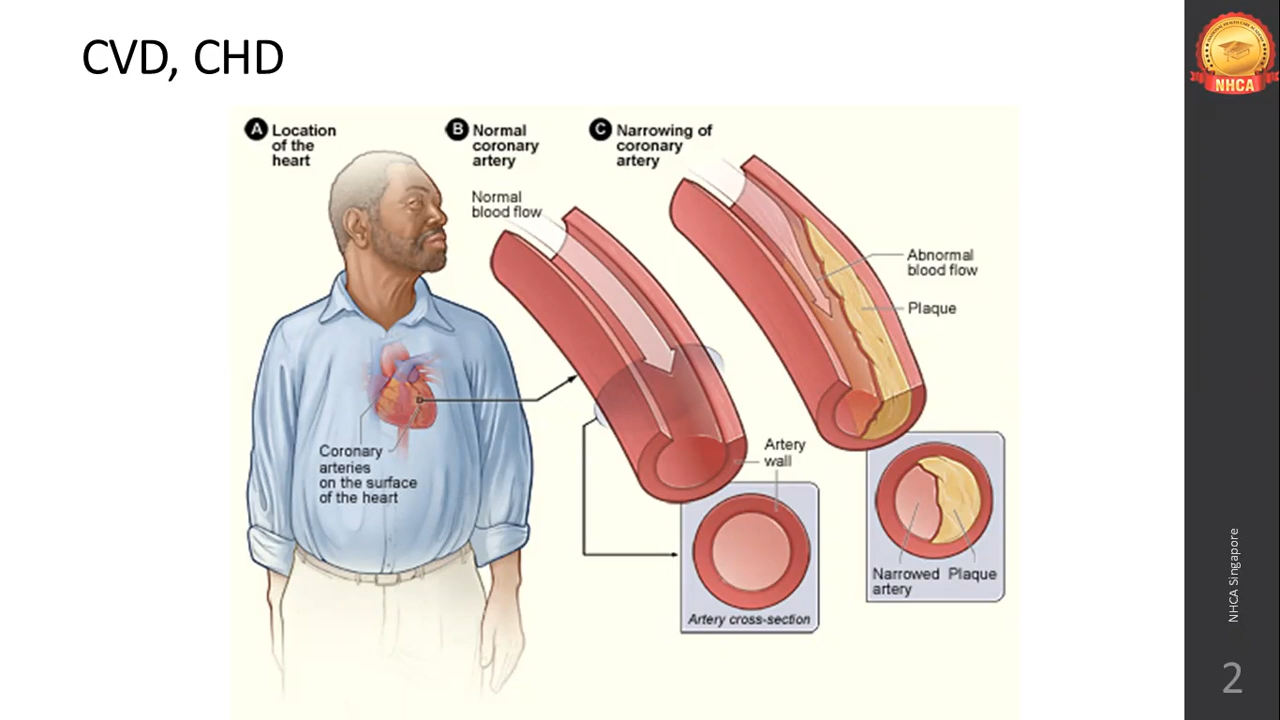 CVD, CHD
A Location
of the
heart
B Normal
coronary
artery
C Narrowing of
coronary
artery
Normal
blood flow
Abnormal
blood flow
Plaque
Coronary
arteries
on the surface
of the heart
Artery
wall
Artery cross-section
Narrowed
artery
Plaque
NHCA
NHCA Singapore
2